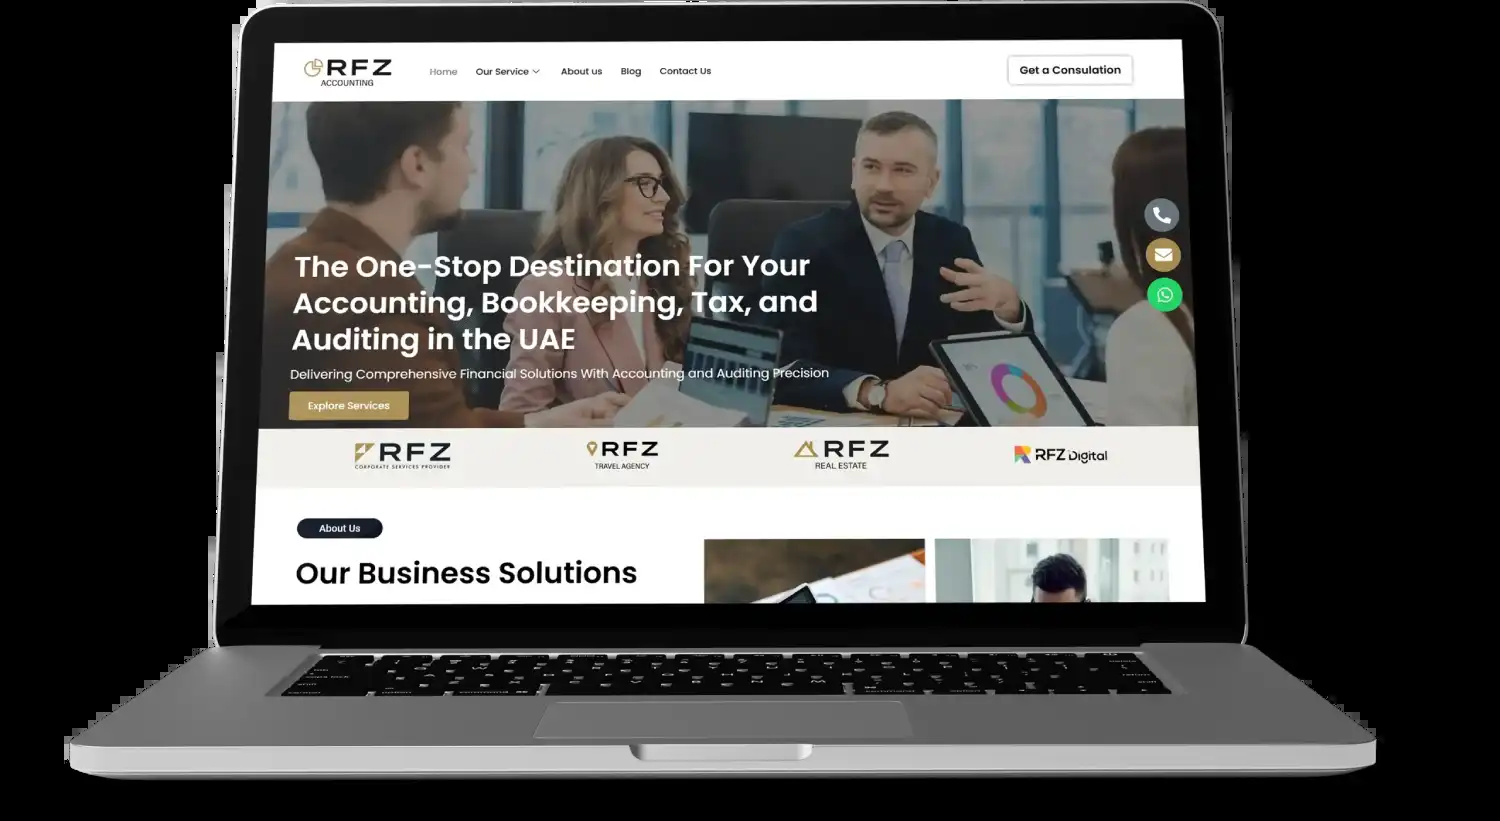 RFZ
ACCOUNTING
Home
Our Service
About us
Blog
Contact Us
Get a Consulation
The One-Stop Destination For Your
Accounting, Bookkeeping, Tax, and
Auditing in the UAE
Delivering Comprehensive Financial Solutions With Accounting and Auditing Precision
Explore Services
RFZ
CORPORATE SERVICES PROVIDER
RFZ
TRAVEL AGENCY
RFZ
REAL ESTATE
RFZ Digital
About Us
Our Business Solutions